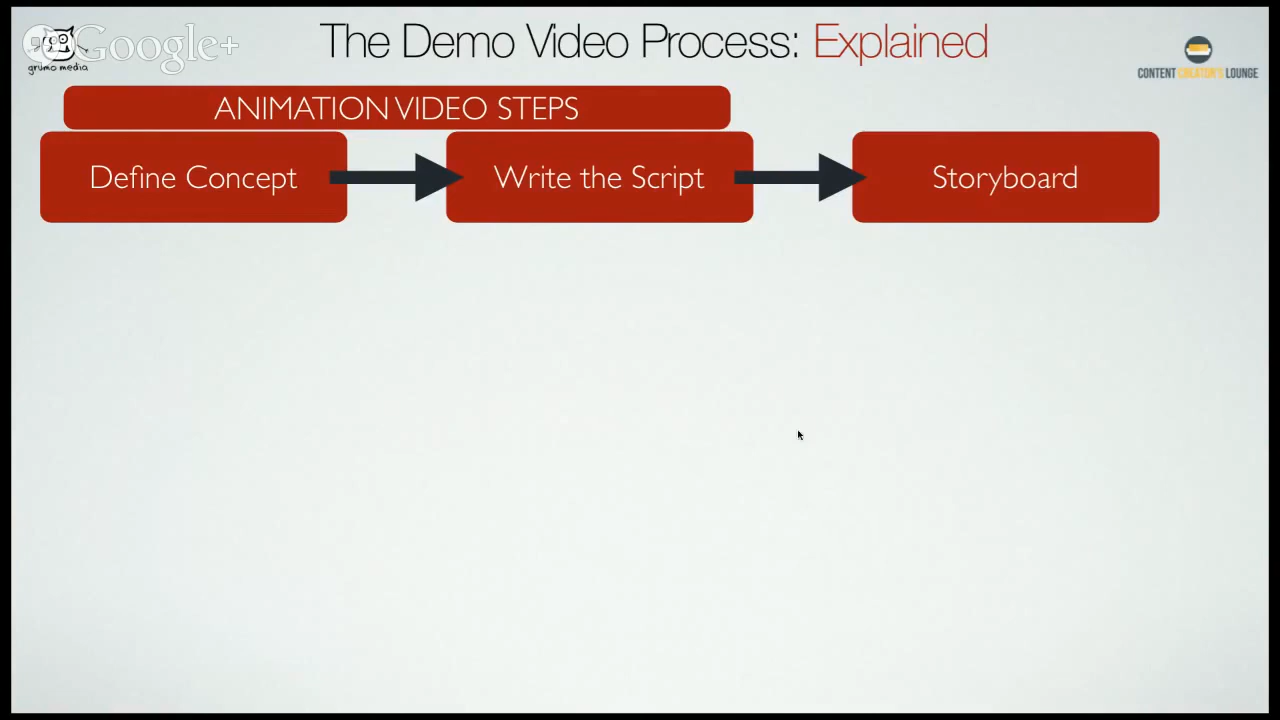 Google+
grumo media
The Demo Video Process: Explained
CONTENT CREATOR'S LOUNGE
ANIMATION VIDEO STEPS
Define Concept
Write the Script
Storyboard